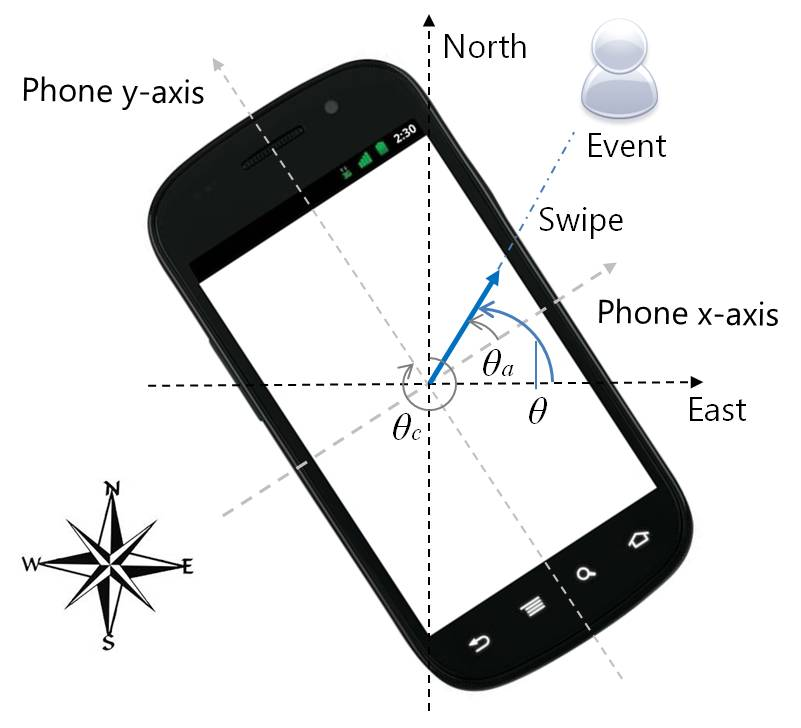 North
Phone y-axis
2:30
Event
Swipe
Phone x-axis
θa
East
θ
θc
N
W
E
S